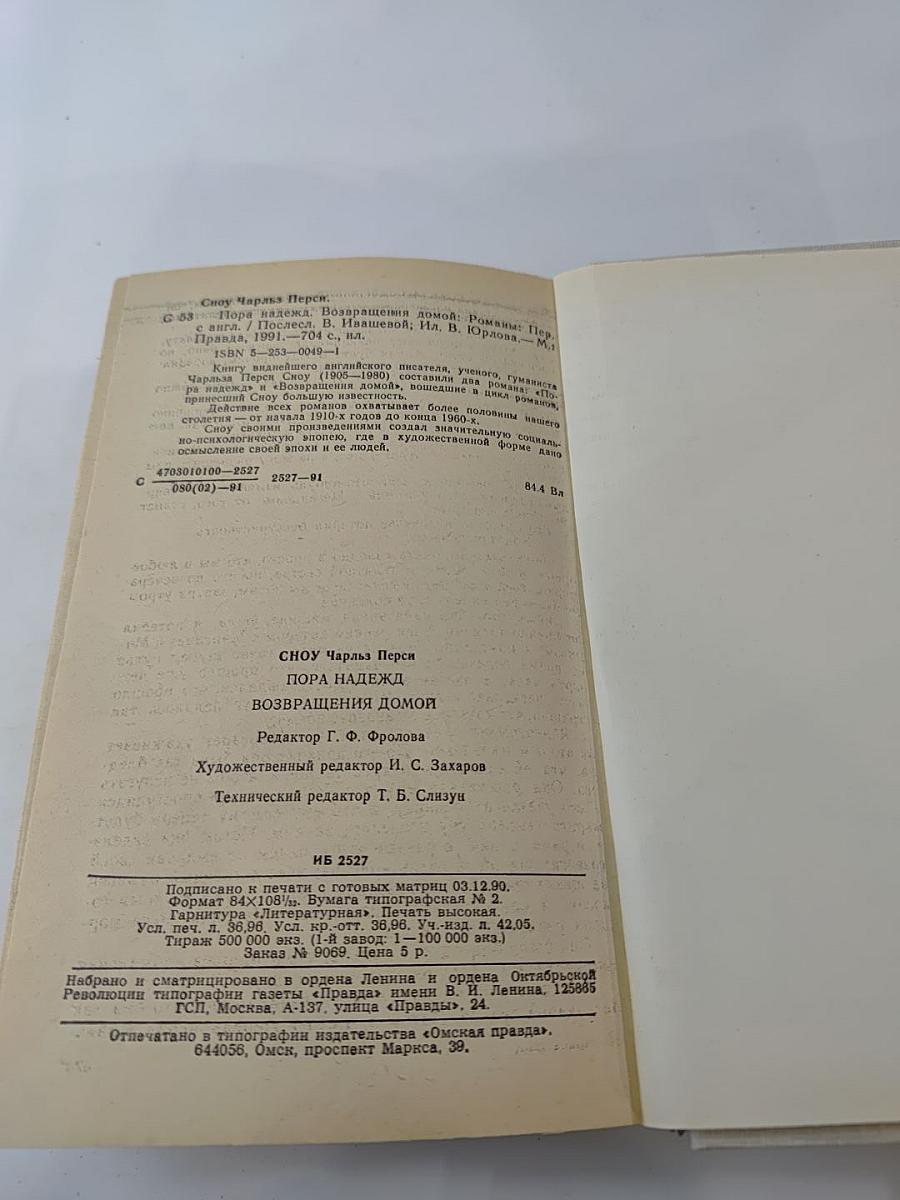 Сноу Чарльз Перси.
С 53 Пора надежд. Возвращения домой: Романы: Пер.
с англ. / Послесл. В. Ивашевой; Ил. В. Юрлова.— М.:
Правда, 1991.—704 с., ил.
ISBN 5—253—0049—1
Книгу виднейшего английского писателя, ученого, гуманиста
Чарльза Перси Сноу (1905—1980) составили два романа: «По-
ра надежд» и «Возвращения домой», вошедшие в цикл романов,
принесший Сноу большую известность.
Действие всех романов охватывает более половины нашего
столетия — от начала 1910-х годов до конца 1960-х.
Сноу своими произведениями создал значительную социаль-
но-психологическую эпопею, где в художественной форме дано
осмысление своей эпохи и ее людей.
С 4703010100—2527
080(02)—91 2527—91
84.4 Вл
СНОУ Чарльз Перси
ПОРА НАДЕЖД
ВОЗВРАЩЕНИЯ ДОМОЙ
Редактор Г. Ф. Фролова
Художественный редактор И. С. Захаров
Технический редактор Т. Б. Слизун
ИБ 2527
Подписано к печати с готовых матриц 03.12.90.
Формат 84×108¹/₃₂. Бумага типографская № 2.
Гарнитура «Литературная». Печать высокая.
Усл. печ. л. 36,96. Усл. кр.-отт. 36,96. Уч.-изд. л. 42,05.
Тираж 500 000 экз. (1-й завод: 1—100 000 экз.)
Заказ № 9069. Цена 5 р.
Набрано и сматрицировано в ордена Ленина и ордена Октябрьской
Революции типографии газеты «Правда» имени В. И. Ленина. 125865
ГСП, Москва, А-137, улица «Правды», 24.
Отпечатано в типографии издательства «Омская правда».
644056, Омск, проспект Маркса, 39.